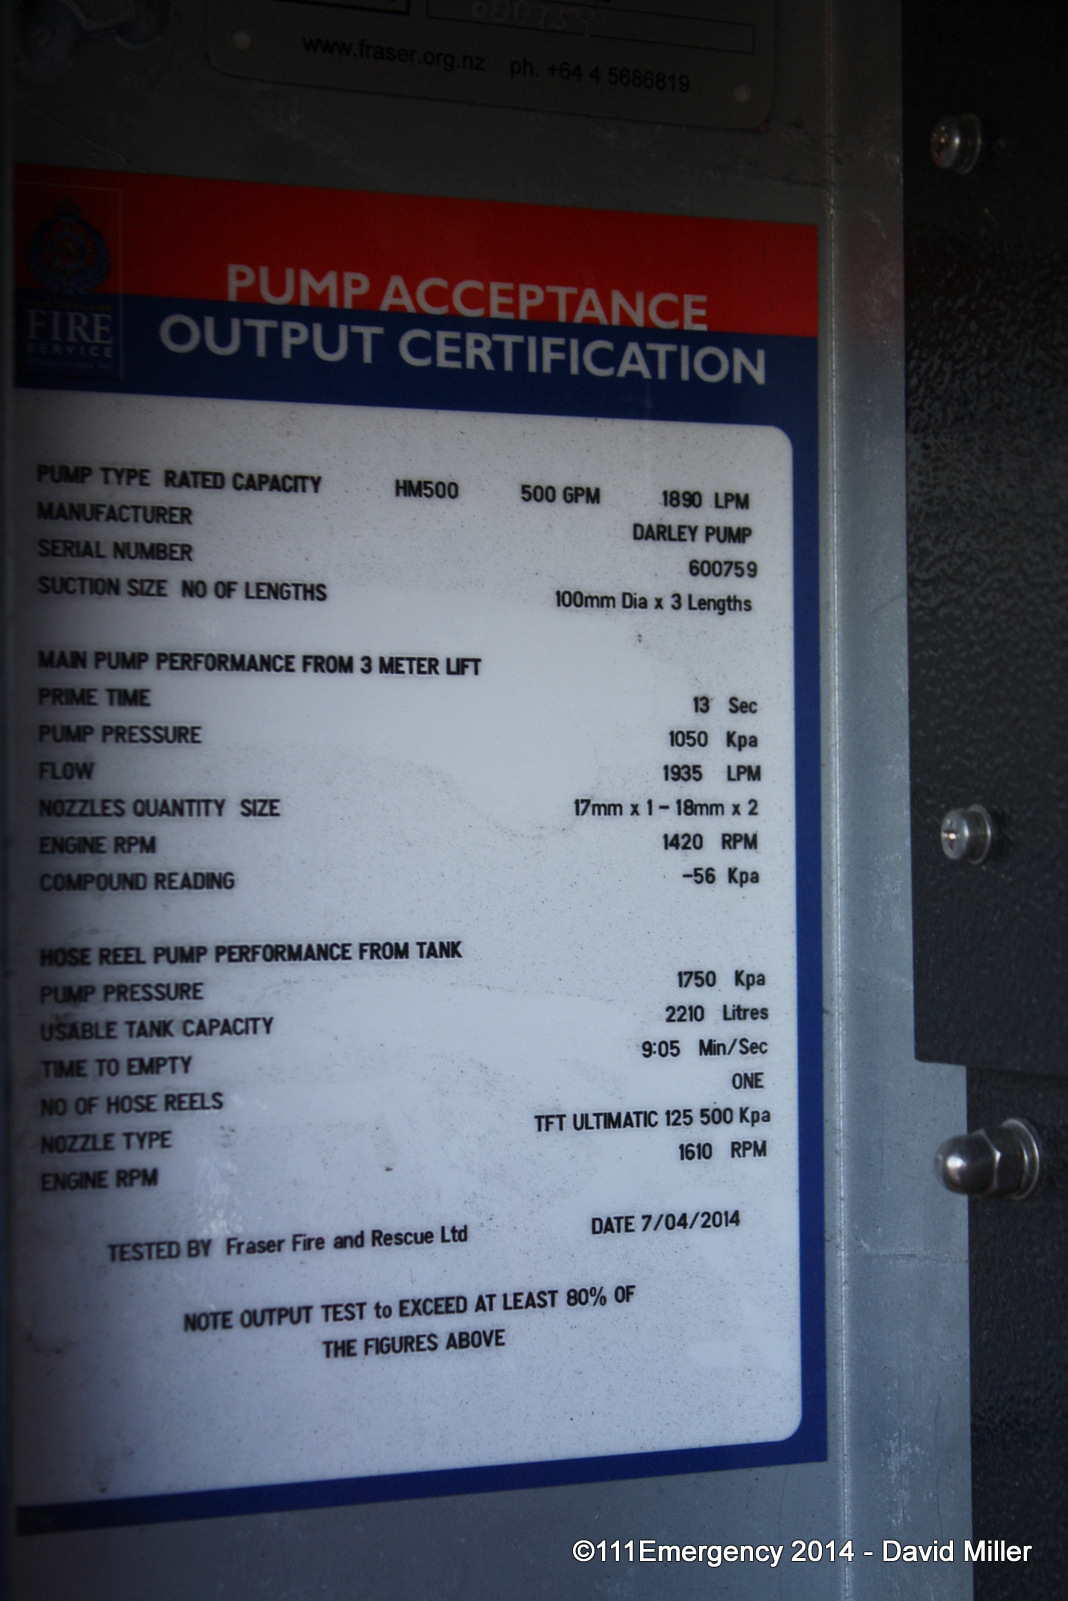 600759
www.fraser.org.nz ph. +64 4 5686819
PUMP ACCEPTANCE
OUTPUT CERTIFICATION
FIRE
SERVICE
PUMP TYPE RATED CAPACITY HM500 500 GPM 1890 LPM
MANUFACTURER DARLEY PUMP
SERIAL NUMBER 600759
SUCTION SIZE NO OF LENGTHS 100mm Dia x 3 Lengths
MAIN PUMP PERFORMANCE FROM 3 METER LIFT
PRIME TIME 13 Sec
PUMP PRESSURE 1050 Kpa
FLOW 1935 LPM
NOZZLES QUANTITY SIZE 17mm x 1 - 18mm x 2
ENGINE RPM 1420 RPM
COMPOUND READING -56 Kpa
HOSE REEL PUMP PERFORMANCE FROM TANK
PUMP PRESSURE 1750 Kpa
USABLE TANK CAPACITY 2210 Litres
TIME TO EMPTY 9:05 Min/Sec
NO OF HOSE REELS ONE
NOZZLE TYPE TFT ULTIMATIC 125 500 Kpa
ENGINE RPM 1610 RPM
TESTED BY Fraser Fire and Rescue Ltd DATE 7/04/2014
NOTE OUTPUT TEST to EXCEED AT LEAST 80% OF
THE FIGURES ABOVE
©111Emergency 2014 - David Miller